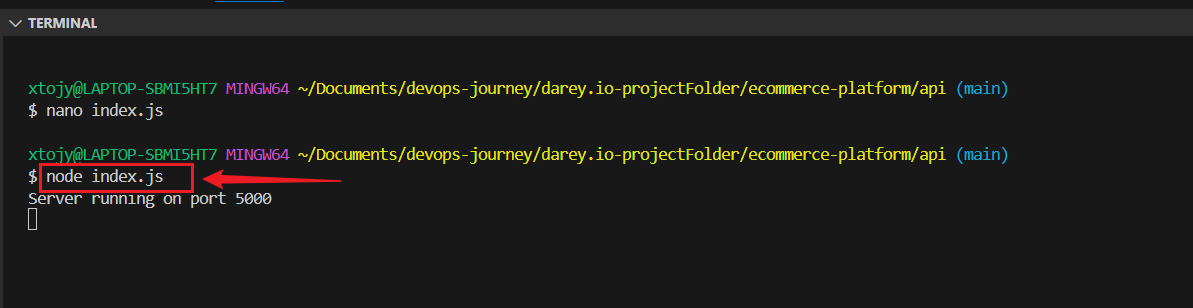 TERMINAL
xtojy@LAPTOP-SBMI5HT7 MINGW64 ~/Documents/devops-journey/darey.io-projectFolder/ecommerce-platform/api (main)
$ nano index.js
xtojy@LAPTOP-SBMI5HT7 MINGW64 ~/Documents/devops-journey/darey.io-projectFolder/ecommerce-platform/api (main)
$ node index.js
Server running on port 5000